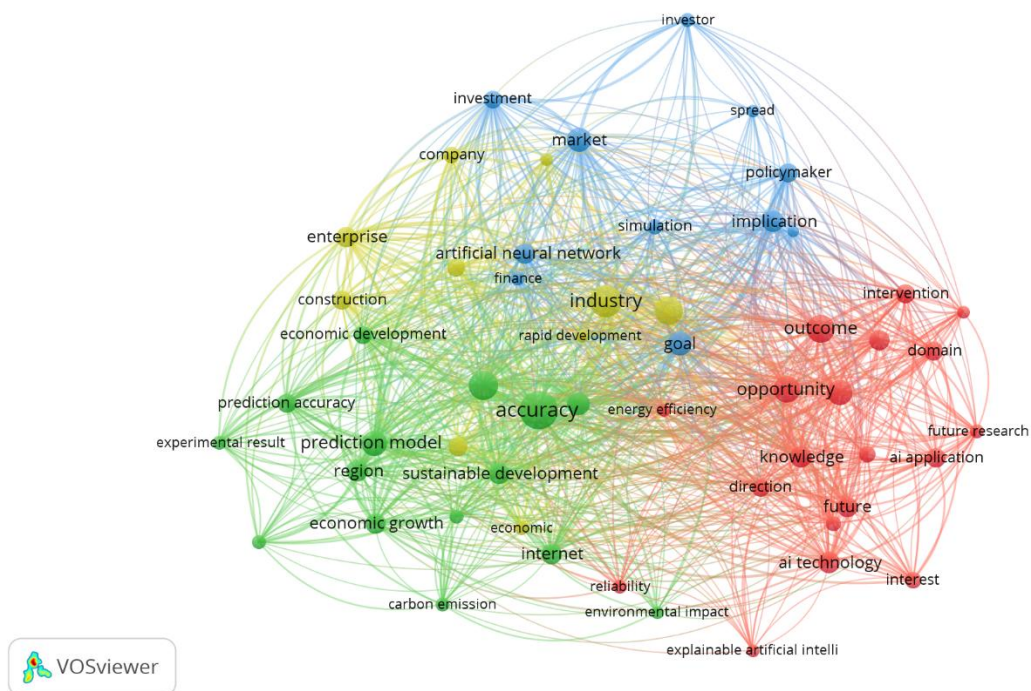 investor
investment
spread
market
company
policymaker
implication
simulation
enterprise
artificial neural network
finance
intervention
construction
industry
outcome
economic development
rapid development
goal
domain
opportunity
prediction accuracy
accuracy
energy efficiency
future research
experimental result
prediction model
knowledge
ai application
region
sustainable development
direction
future
economic growth
economic
internet
ai technology
interest
reliability
carbon emission
environmental impact
explainable artificial intelli
VOSviewer